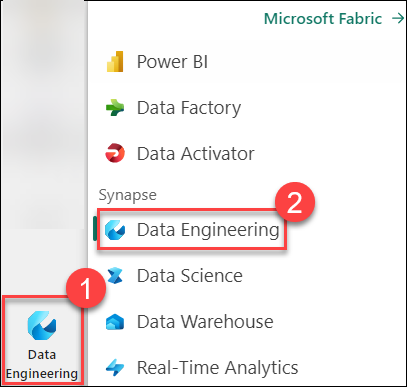 Microsoft Fabric →
Power BI
Data Factory
Data Activator
Synapse
2
Data Engineering
Data Science
1
Data Warehouse
Data
Engineering
Real-Time Analytics